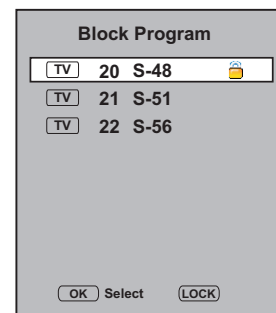 Block Program
TV 20 S-48
TV 21 S-51
TV 22 S-56
OK Select LOCK